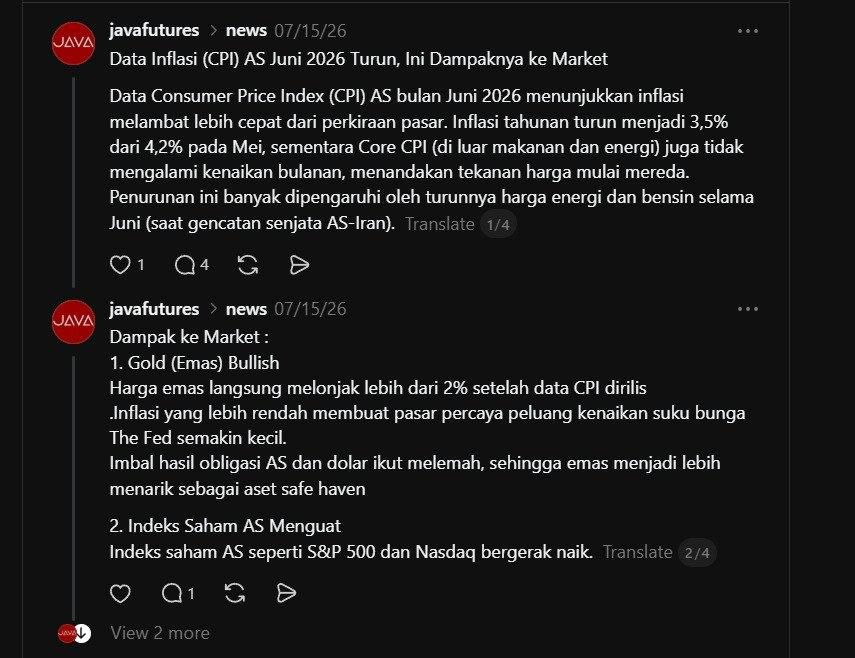 JAVA
javafutures > news 07/15/26
Data Inflasi (CPI) AS Juni 2026 Turun, Ini Dampaknya ke Market
Data Consumer Price Index (CPI) AS bulan Juni 2026 menunjukkan inflasi
melambat lebih cepat dari perkiraan pasar. Inflasi tahunan turun menjadi 3,5%
dari 4,2% pada Mei, sementara Core CPI (di luar makanan dan energi) juga tidak
mengalami kenaikan bulanan, menandakan tekanan harga mulai mereda.
Penurunan ini banyak dipengaruhi oleh turunnya harga energi dan bensin selama
Juni (saat gencatan senjata AS-Iran). Translate 1/4
1 4
JAVA
javafutures > news 07/15/26
Dampak ke Market :
1. Gold (Emas) Bullish
Harga emas langsung melonjak lebih dari 2% setelah data CPI dirilis
.Inflasi yang lebih rendah membuat pasar percaya peluang kenaikan suku bunga
The Fed semakin kecil.
Imbal hasil obligasi AS dan dolar ikut melemah, sehingga emas menjadi lebih
menarik sebagai aset safe haven
2. Indeks Saham AS Menguat
Indeks saham AS seperti S&P 500 dan Nasdaq bergerak naik. Translate 2/4
1
JAVA View 2 more